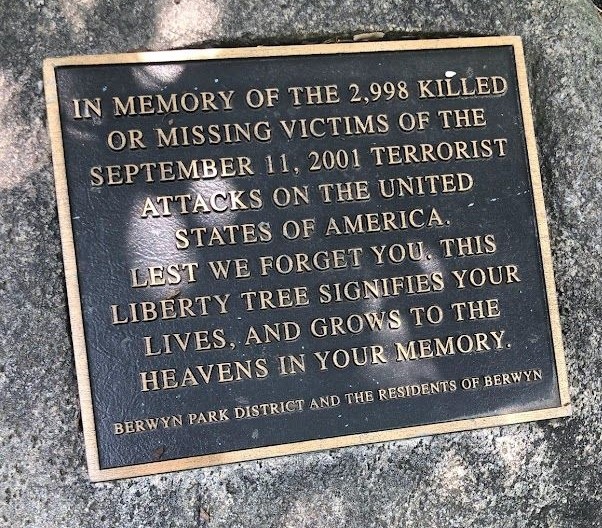 IN MEMORY OF THE 2,998 KILLED
OR MISSING VICTIMS OF THE
SEPTEMBER 11, 2001 TERRORIST
ATTACKS ON THE UNITED
STATES OF AMERICA.
LEST WE FORGET YOU. THIS
LIBERTY TREE SIGNIFIES YOUR
LIVES, AND GROWS TO THE
HEAVENS IN YOUR MEMORY.
BERWYN PARK DISTRICT AND THE RESIDENTS OF BERWYN